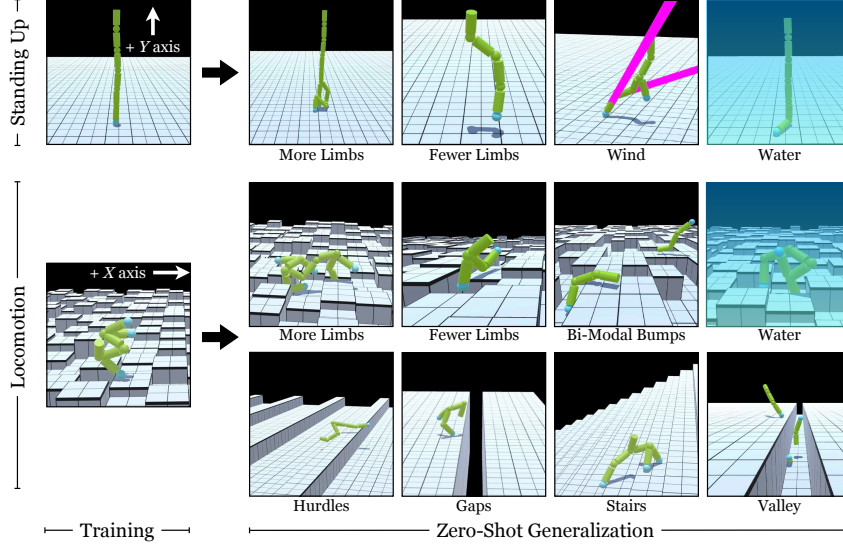 Standing Up
+ Y axis
More Limbs
Fewer Limbs
Wind
Water
Locomotion
+ X axis
More Limbs
Fewer Limbs
Bi-Modal Bumps
Water
Hurdles
Gaps
Stairs
Valley
Training
Zero-Shot Generalization